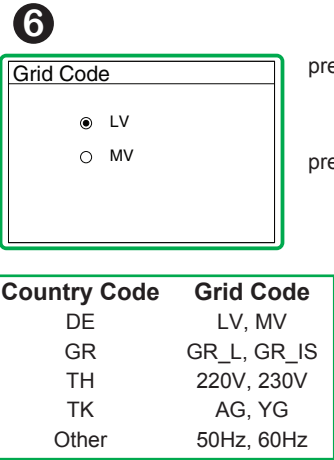 6
Grid Code
pre
LV
MV
pre
Country Code Grid Code
DE LV, MV
GR GR_L, GR_IS
TH 220V, 230V
TK AG, YG
Other 50Hz, 60Hz